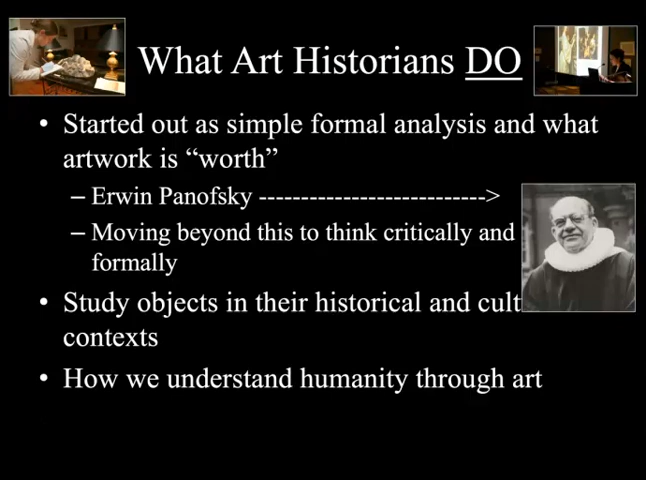 What Art Historians DO
• Started out as simple formal analysis and what
artwork is “worth”
– Erwin Panofsky --------------------------->
– Moving beyond this to think critically and
formally
• Study objects in their historical and cult
contexts
• How we understand humanity through art